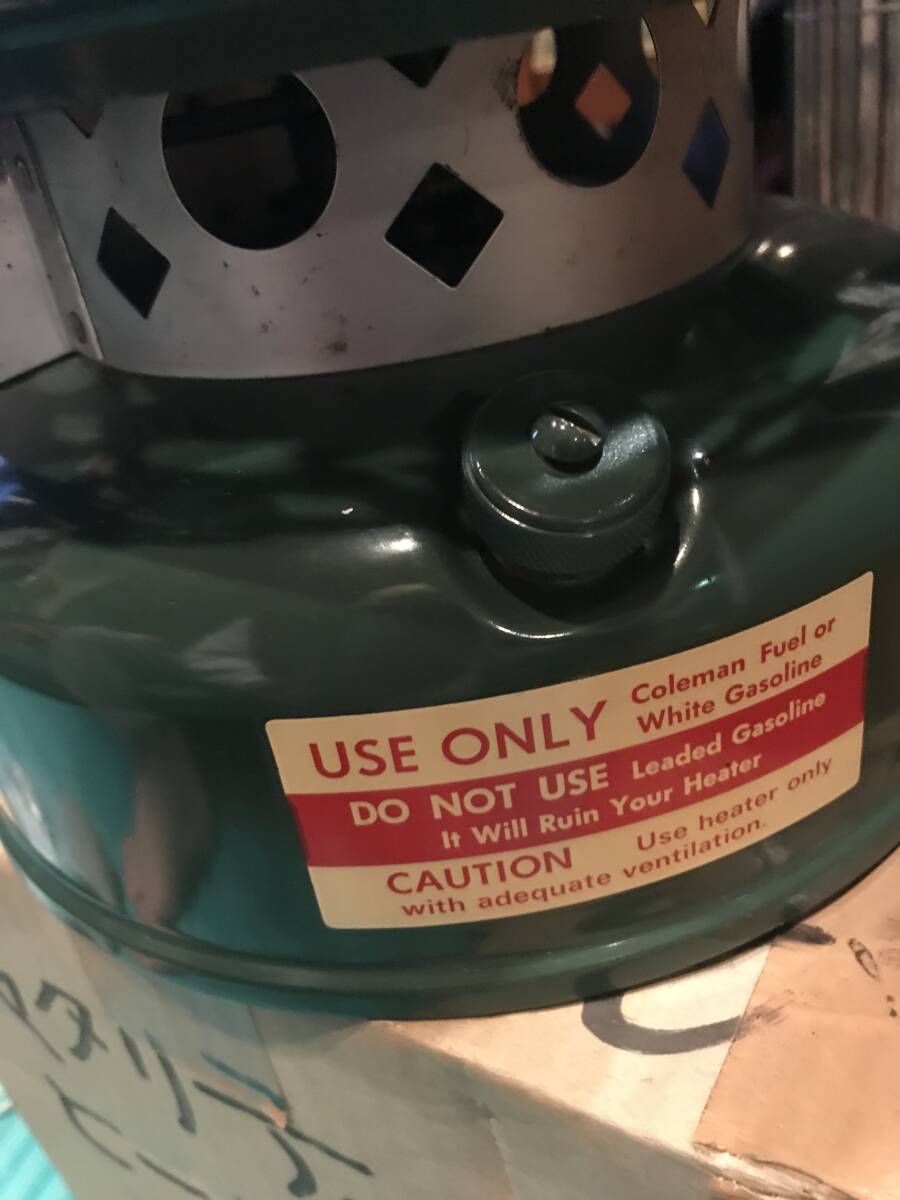 USE ONLY Coleman Fuel or
White Gasoline
DO NOT USE Leaded Gasoline
It Will Ruin Your Heater
CAUTION Use heater only
with adequate ventilation.